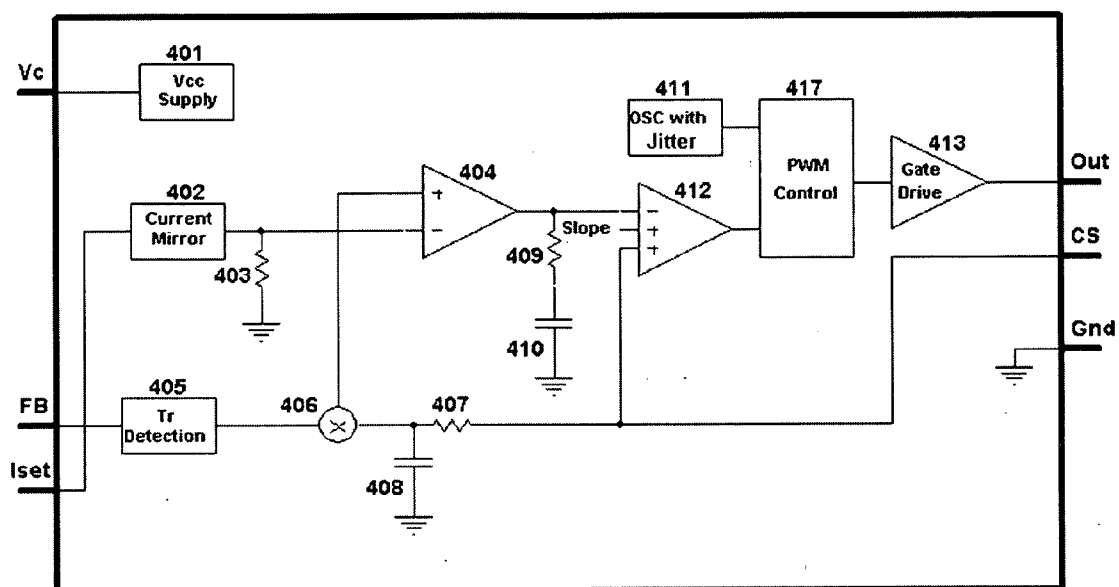 401
Vc
Vcc
Supply
411
417
OSC with
Jitter
413
404
Out
402
+
412
PWM
Control
Gate
Drive
Current
Mirror
−
−
CS
Slope
+
+
403
409
Gnd
410
405
FB
406
407
Tr
Detection
X
Iset
408